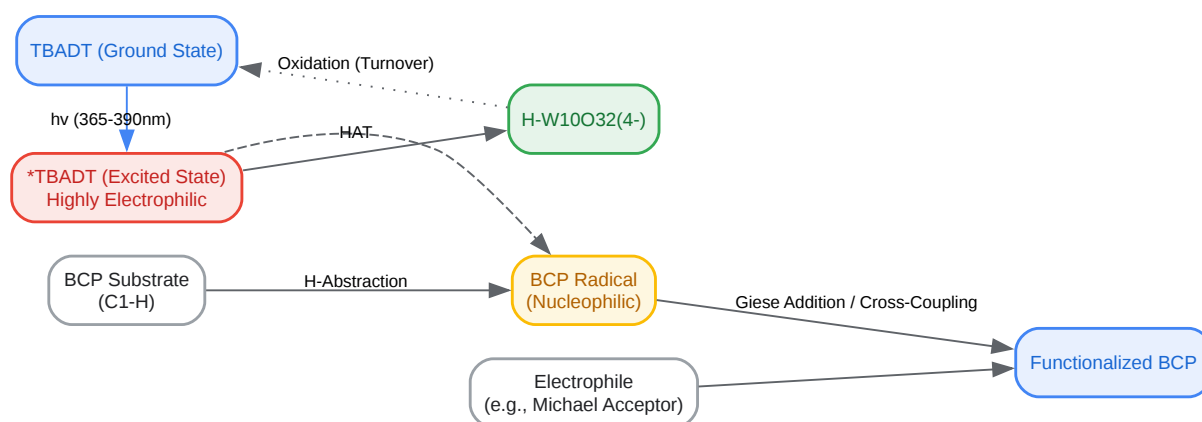 TBADT (Ground State)
Oxidation (Turnover)
hv (365-390nm)
H-W10O32(4-)
HAT
*TBADT (Excited State)
Highly Electrophilic
BCP Substrate
(C1-H)
H-Abstraction
BCP Radical
(Nucleophilic)
Giese Addition / Cross-Coupling
Functionalized BCP
Electrophile
(e.g., Michael Acceptor)